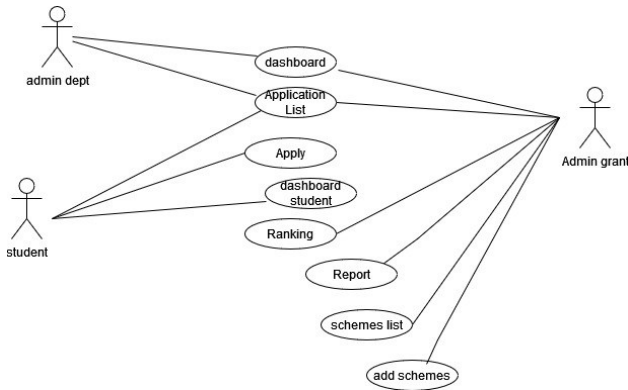 dashboard
admin dept
Application
List
Apply
Admin grant
dashboard
student
Ranking
student
Report
schemes list
add schemes